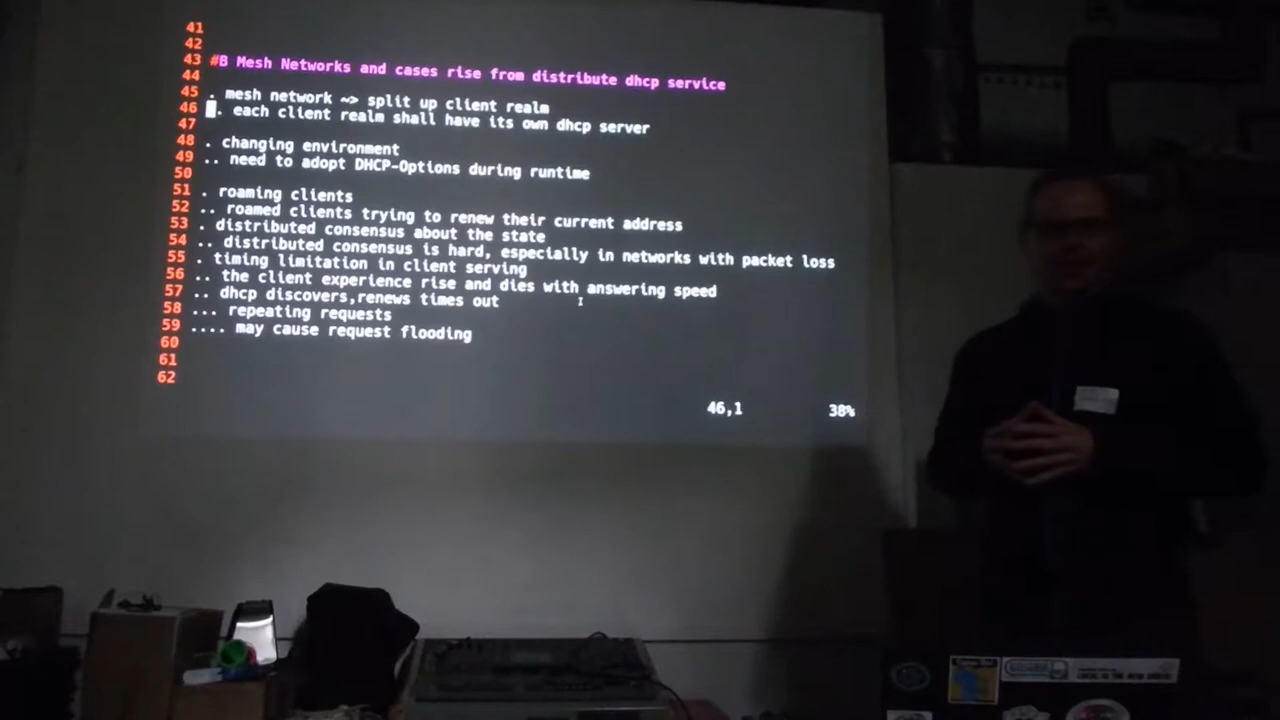 41
42
43 #B Mesh Networks and cases rise from distribute dhcp service
44
45 . mesh network ~> split up client realm
46 . each client realm shall have its own dhcp server
47
48 . changing environment
49 .. need to adopt DHCP-Options during runtime
50
51 . roaming clients
52 .. roamed clients trying to renew their current address
53 . distributed consensus about the state
54 .. distributed consensus is hard, especially in networks with packet loss
55 . timing limitation in client serving
56 .. the client experience rise and dies with answering speed
57 .. dhcp discovers,renews times out
58 ... repeating requests
59 .... may cause request flooding
60
61
62
46,1 38%